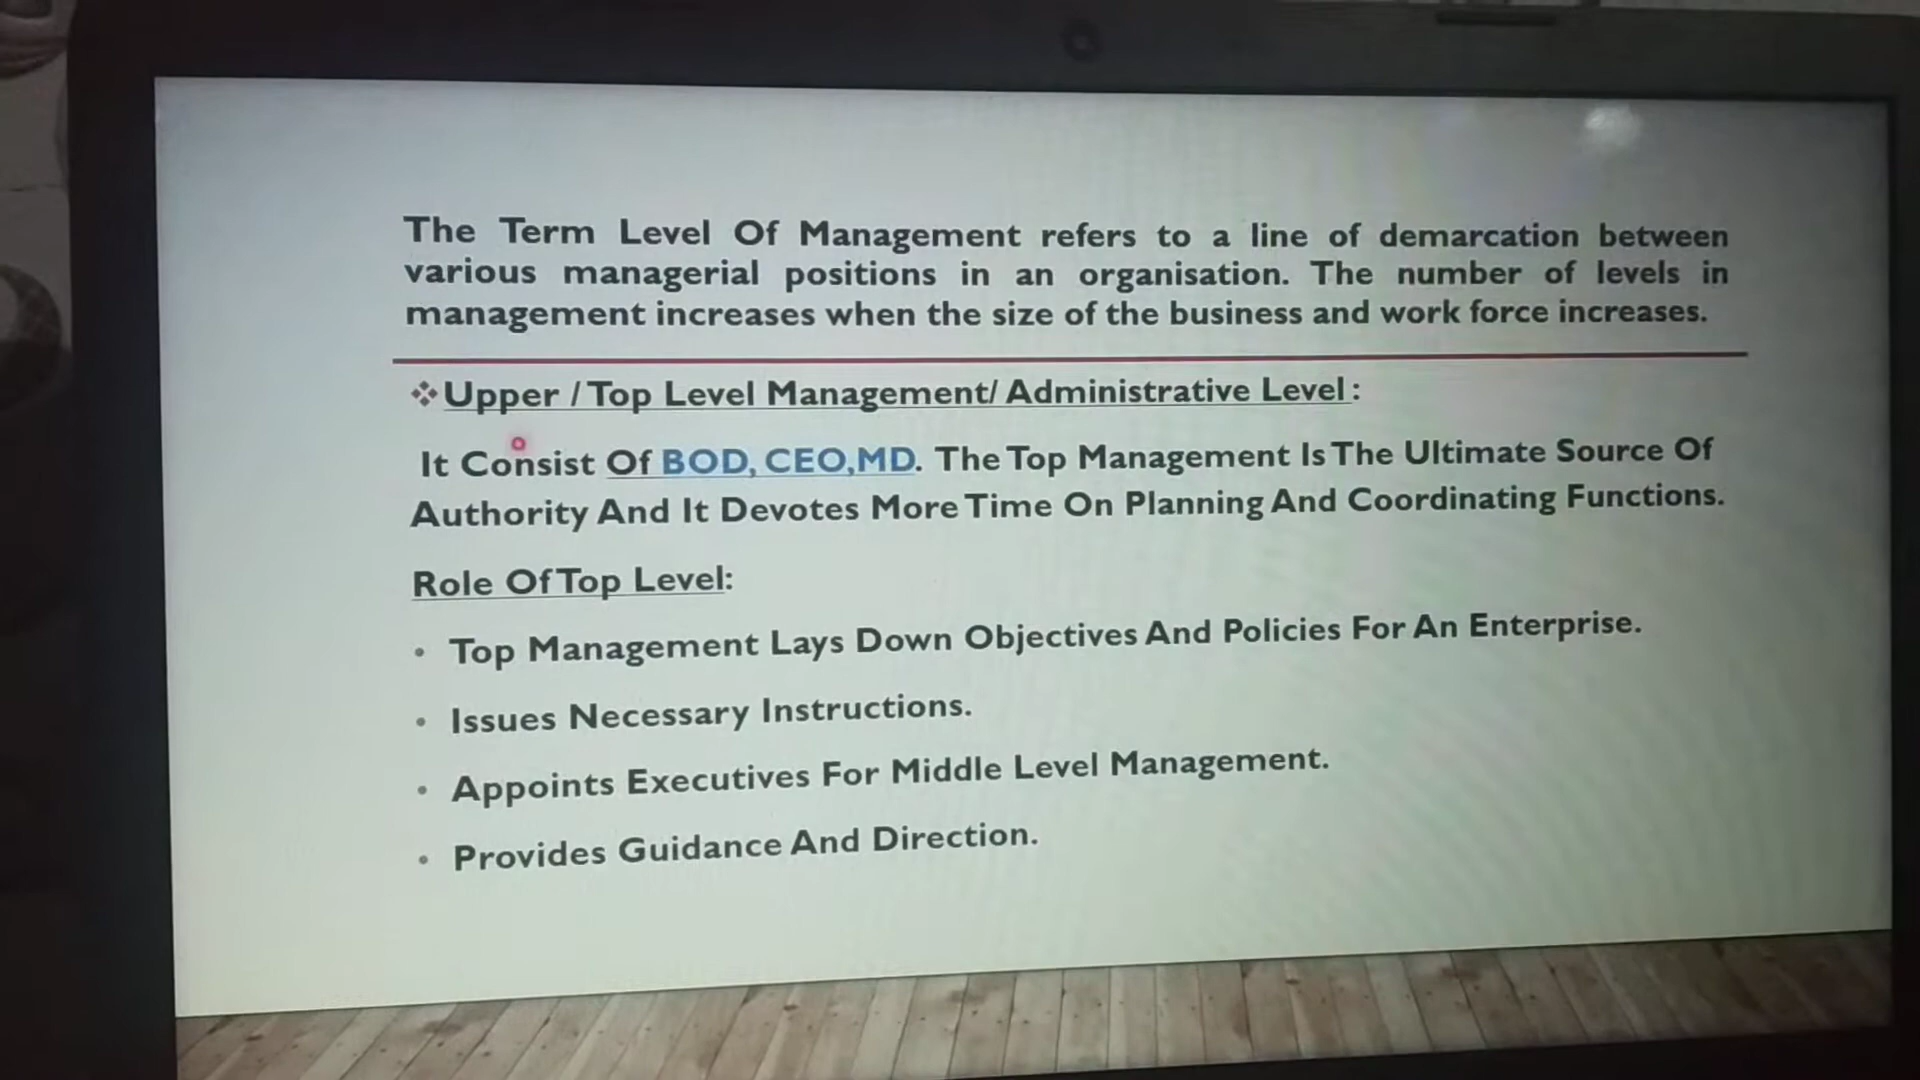 The Term Level Of Management refers to a line of demarcation between
various managerial positions in an organisation. The number of levels in
management increases when the size of the business and work force increases.
❖Upper / Top Level Management/ Administrative Level :
It Consist Of BOD, CEO,MD. The Top Management Is The Ultimate Source Of
Authority And It Devotes More Time On Planning And Coordinating Functions.
Role Of Top Level:
• Top Management Lays Down Objectives And Policies For An Enterprise.
• Issues Necessary Instructions.
• Appoints Executives For Middle Level Management.
• Provides Guidance And Direction.